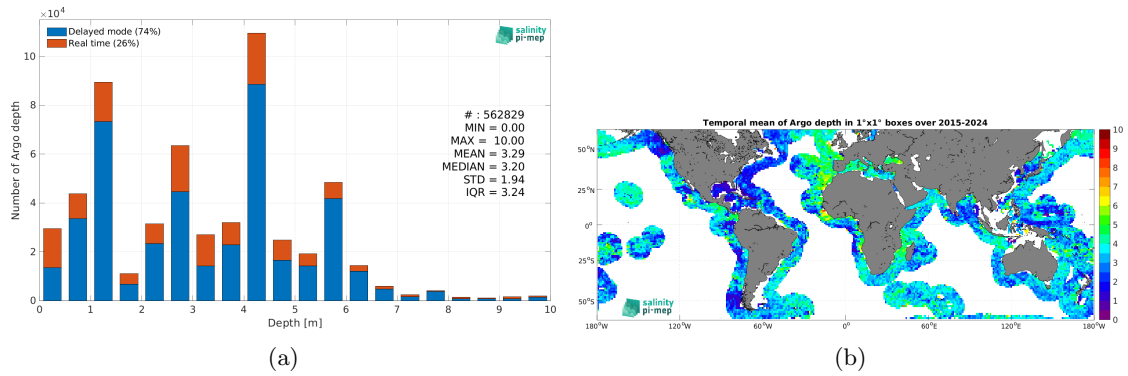 ×10⁴
Delayed mode (74%)
Real time (26%)
salinity
pi-mep
10
8
6
4
2
0
Number of Argo depth
# : 562829
MIN = 0.00
MAX = 10.00
MEAN = 3.29
MEDIAN = 3.20
STD = 1.94
IQR = 3.24
0 1 2 3 4 5 6 7 8 9 10
Depth [m]
(a)
Temporal mean of Argo depth in 1°x1° boxes over 2015-2024
50°N
25°N
0°
25°S
50°S
180°W 120°W 60°W 0° 60°E 120°E 180°W
salinity
pi-mep
10
9
8
7
6
5
4
3
2
1
0
(b)